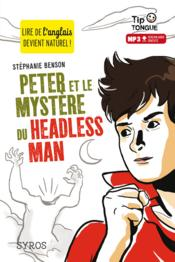 LIRE DE l'anglais
DEVIENT NATUREL !
Tip
TONGUE
MP3
STÉPHANIE BENSON
PETER ET LE
MYSTÈRE
DU HEADLESS
MAN
SYROS